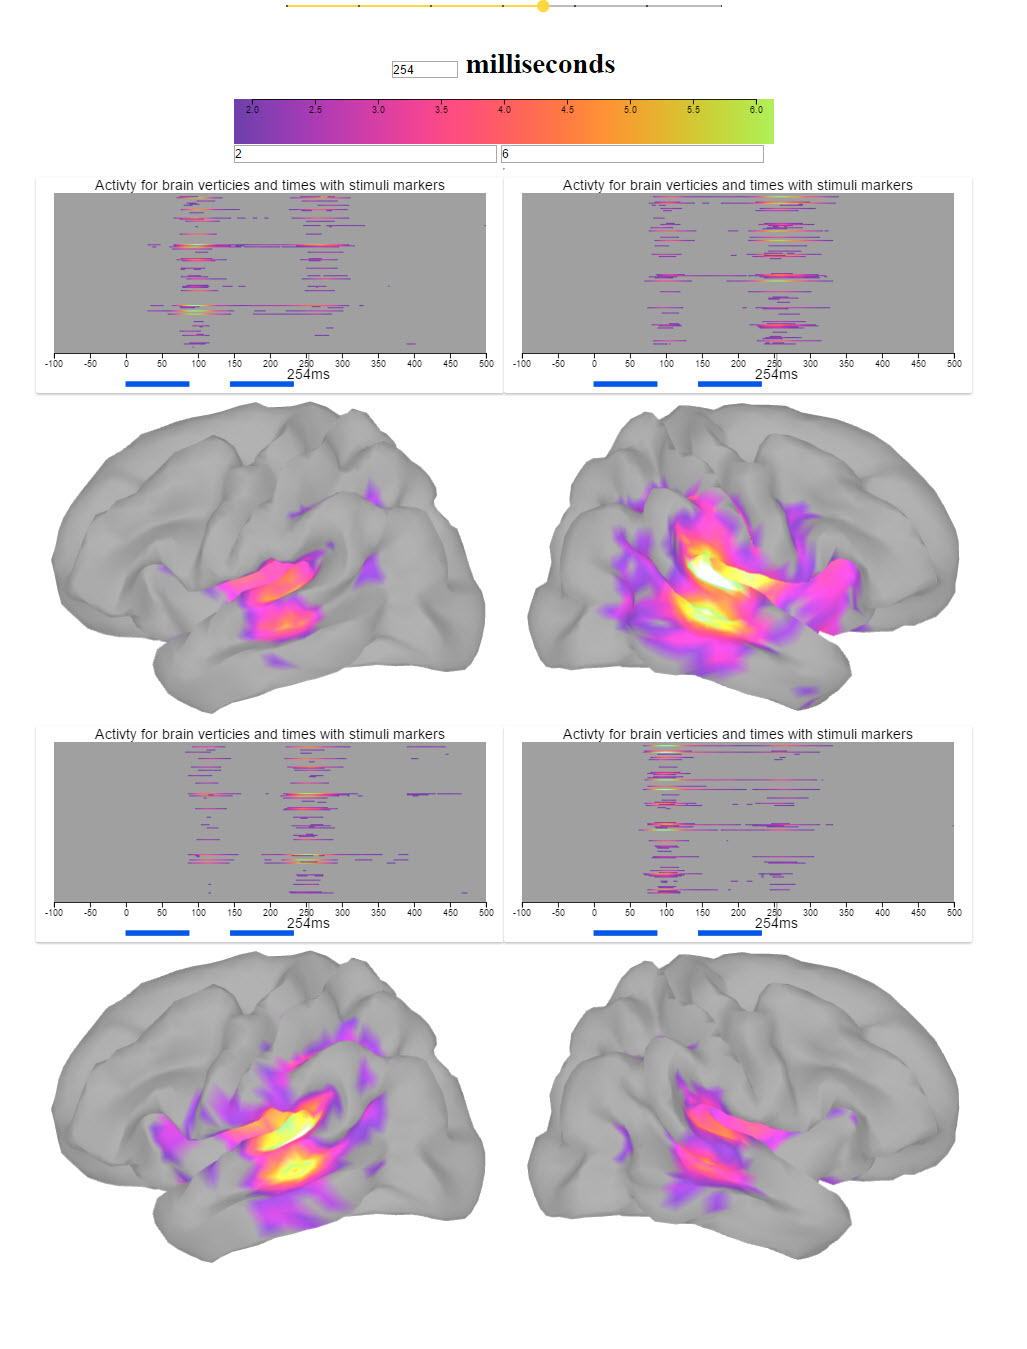 254 milliseconds
2.0 2.5 3.0 3.5 4.0 4.5 5.0 5.5 6.0
2 6
Activty for brain verticies and times with stimuli markers
-100 -50 0 50 100 150 200 250 300 350 400 450 500
254ms
Activty for brain verticies and times with stimuli markers
-100 -50 0 50 100 150 200 250 300 350 400 450 500
254ms
Activty for brain verticies and times with stimuli markers
-100 -50 0 50 100 150 200 250 300 350 400 450 500
254ms
Activty for brain verticies and times with stimuli markers
-100 -50 0 50 100 150 200 250 300 350 400 450 500
254ms